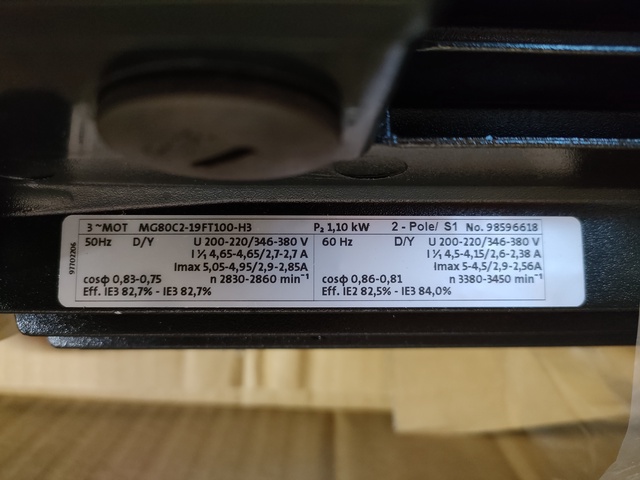 3 ~MOT MG80C2-19FT100-H3 P₂ 1,10 kW 2 - Pole/ S1 No. 98596618
50Hz D/Y U 200-220/346-380 V
I 1/1 4,65-4,65/2,7-2,7 A
Imax 5,05-4,95/2,9-2,85A
cosϕ 0,83-0,75 n 2830-2860 min⁻¹
Eff. IE3 82,7% - IE3 82,7%
60 Hz D/Y U 200-220/346-380 V
I 1/1 4,5-4,15/2,6-2,38 A
Imax 5-4,5/2,9-2,56A
cosϕ 0,86-0,81 n 3380-3450 min⁻¹
Eff. IE2 82,5% - IE3 84,0%
97702206